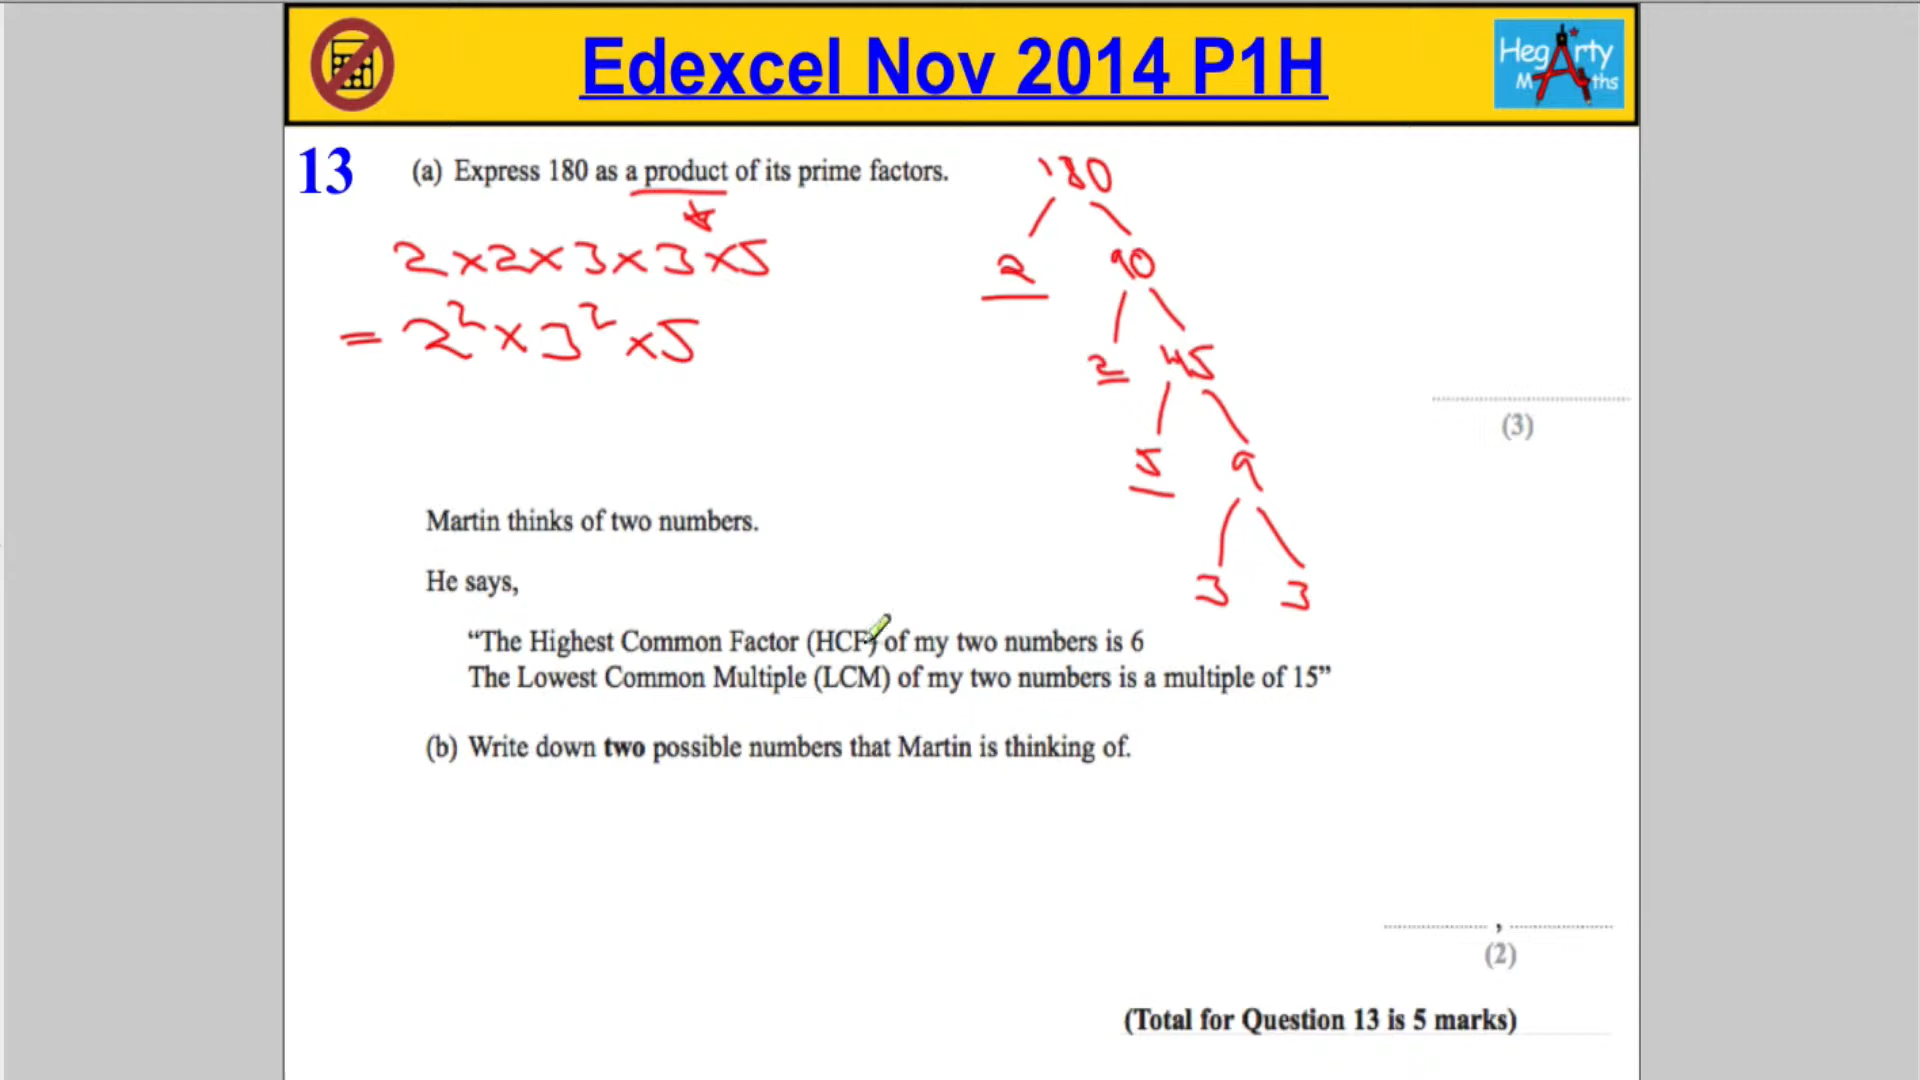 Edexcel Nov 2014 P1H
Hegarty
Maths
13
(a) Express 180 as a product of its prime factors.
180
2×2×3×3×5
2 90
= 2²×3²×5
2 45
(3)
5 9
Martin thinks of two numbers.
He says,
3 3
“The Highest Common Factor (HCF) of my two numbers is 6
The Lowest Common Multiple (LCM) of my two numbers is a multiple of 15”
(b) Write down two possible numbers that Martin is thinking of.
,
(2)
(Total for Question 13 is 5 marks)